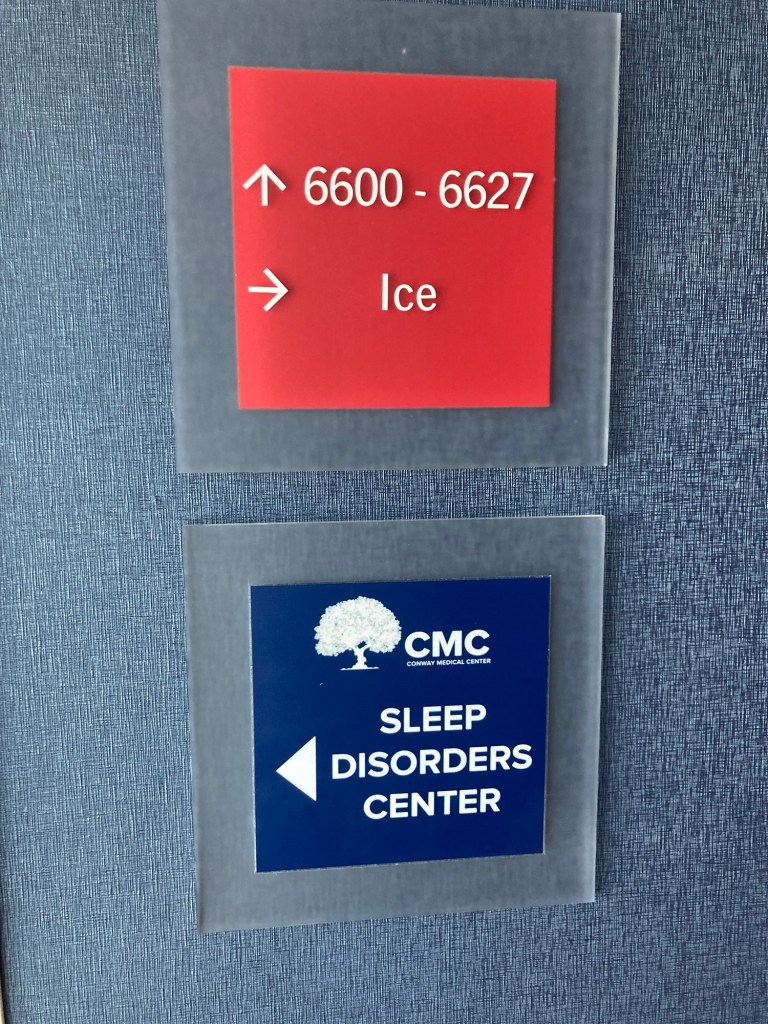 ↑ 6600 - 6627
→ Ice
CMC
CONWAY MEDICAL CENTER
SLEEP
DISORDERS
CENTER